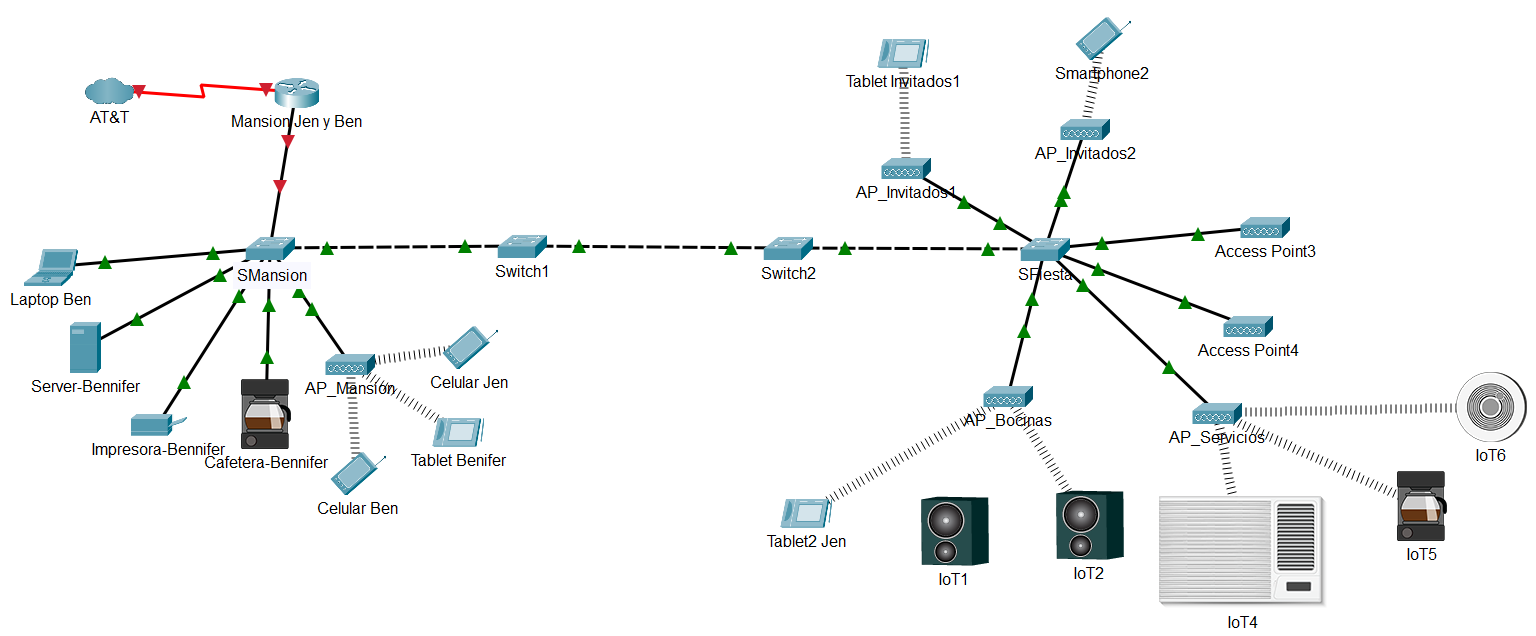 Tablet Invitados1
Smartphone2
AT&T
Mansion Jen y Ben
AP_Invitados2
AP_Invitados1
Access Point3
Switch1
Switch2
SFiesta
SMansion
Laptop Ben
Access Point4
Server-Bennifer
Celular Jen
AP_Mansion
AP_Bocinas
AP_Servicios
Impresora-Bennifer
Cafetera-Bennifer
Tablet Benifer
IoT6
Celular Ben
Tablet2 Jen
IoT1
IoT2
IoT5
IoT4